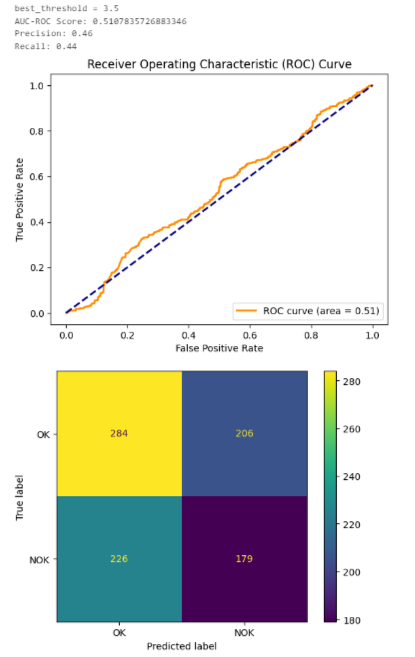 best_threshold = 3.5
AUC-ROC Score: 0.5107835726883346
Precision: 0.46
Recall: 0.44
Receiver Operating Characteristic (ROC) Curve
1.0
0.8
0.6
0.4
0.2
0.0
True Positive Rate
ROC curve (area = 0.51)
0.0 0.2 0.4 0.6 0.8 1.0
False Positive Rate
OK 284 206
NOK 226 179
True label
OK NOK
Predicted label
280
260
240
220
200
180